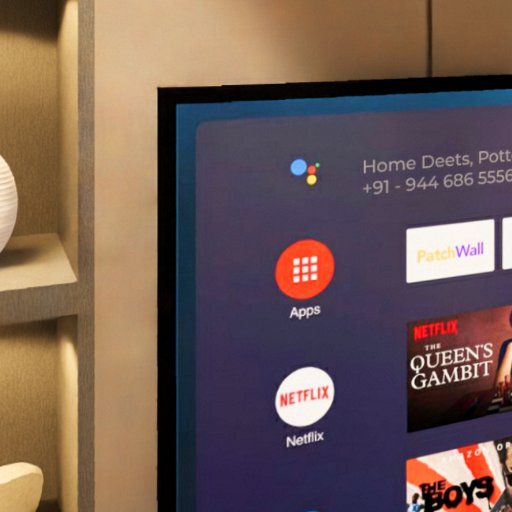 Home Deets, Pott
+91 - 944 686 5556
PatchWall
Apps
NETFLIX
THE
QUEEN'S
GAMBIT
NETFLIX
Netflix
THE
BOYS